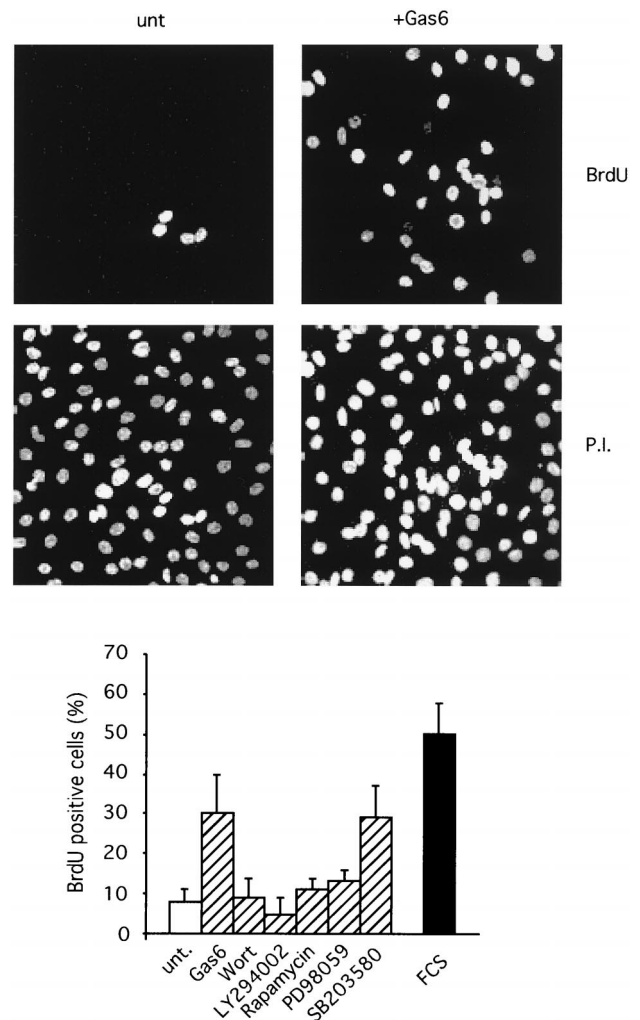 unt
+Gas6
BrdU
P.I.
BrdU positive cells (%)
70
60
50
40
30
20
10
0
unt.
Gas6
Wort
LY294002
Rapamycin
PD98059
SB203580
FCS